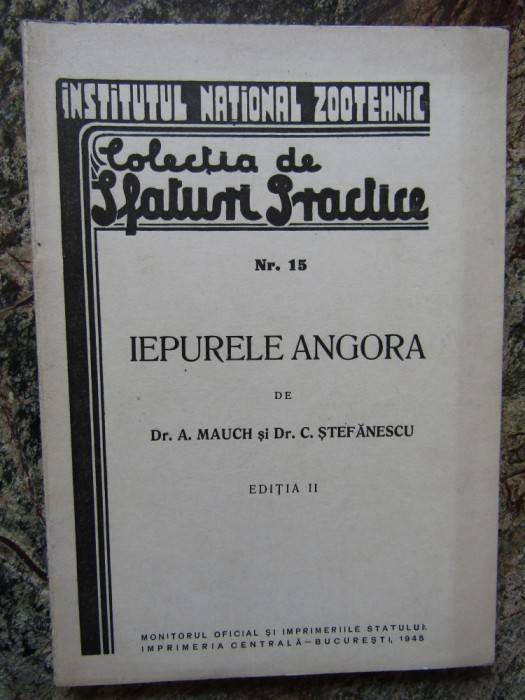 INSTITUTUL NAȚIONAL ZOOTEHNIC
Colecția de
Sfaturi Practice
Nr. 15
IEPURELE ANGORA
DE
Dr. A. MAUCH și Dr. C. ȘTEFĂNESCU
EDIȚIA II
MONITORUL OFICIAL ȘI IMPRIMERIILE STATULUI.
IMPRIMERIA CENTRALĂ—BUCUREȘTI, 1948